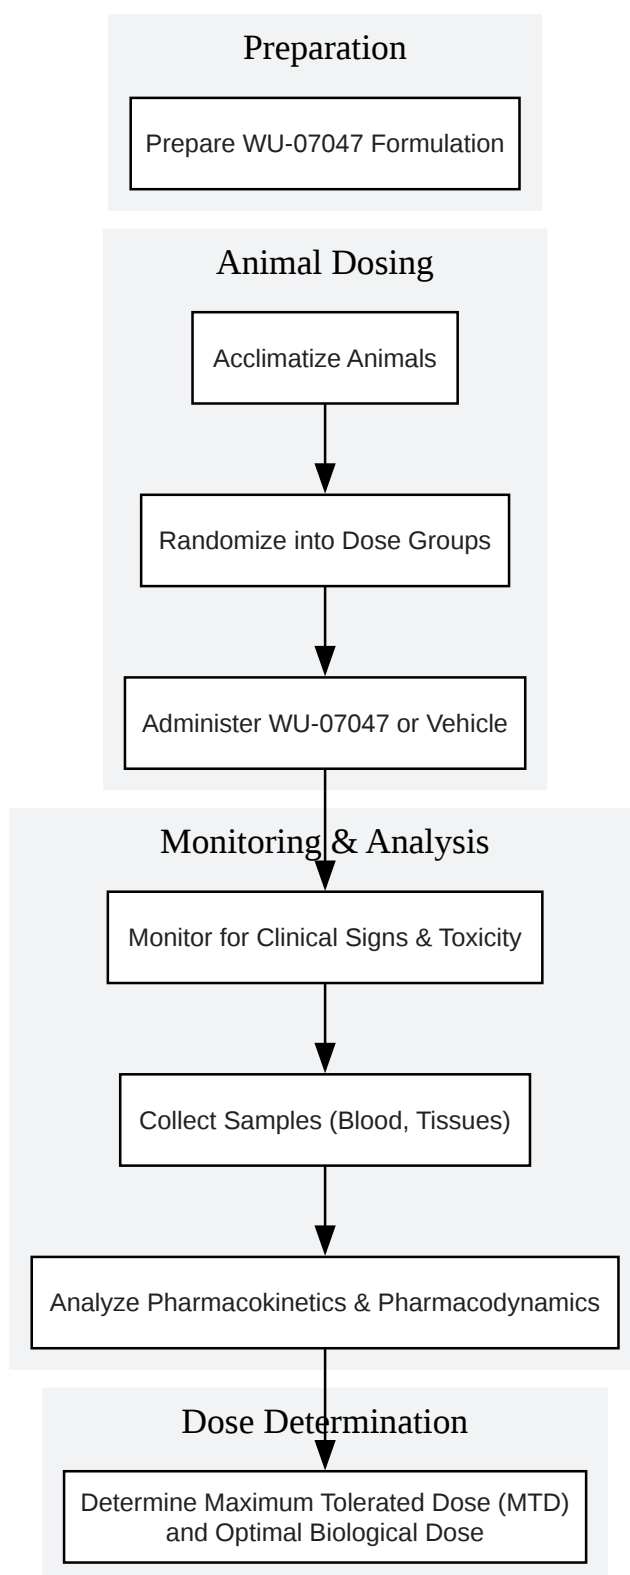 Preparation
Prepare WU-07047 Formulation
Animal Dosing
Acclimatize Animals
Randomize into Dose Groups
Administer WU-07047 or Vehicle
Monitoring & Analysis
Monitor for Clinical Signs & Toxicity
Collect Samples (Blood, Tissues)
Analyze Pharmacokinetics & Pharmacodynamics
Dose Determination
Determine Maximum Tolerated Dose (MTD)
and Optimal Biological Dose